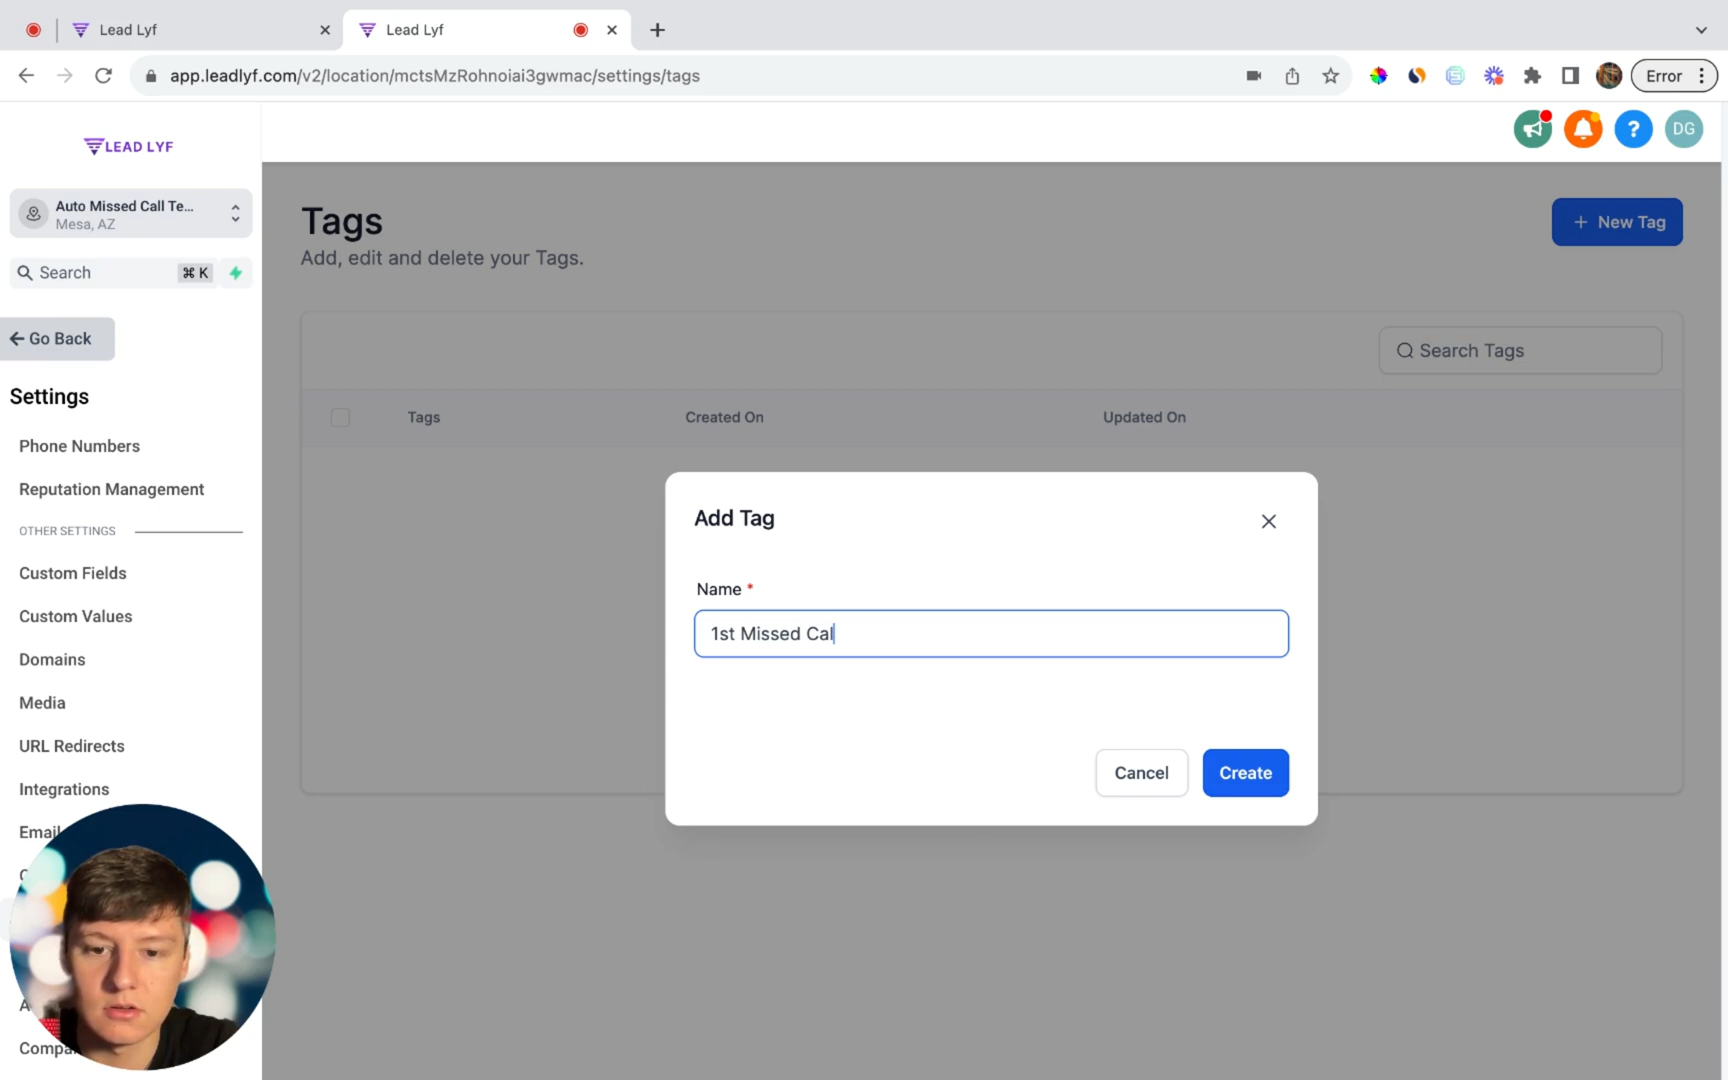 Lead Lyf
Lead Lyf
app.leadlyf.com/v2/location/mctsMzRohnoiai3gwmac/settings/tags
Error
LEAD LYF
DG
Auto Missed Call Te...
Mesa, AZ
Search
⌘ K
Tags
+ New Tag
Add, edit and delete your Tags.
Go Back
Search Tags
Settings
Tags
Created On
Updated On
Phone Numbers
Reputation Management
OTHER SETTINGS
Custom Fields
Custom Values
Domains
Media
URL Redirects
Integrations
Email
Add Tag
Name *
1st Missed Cal
Cancel
Create